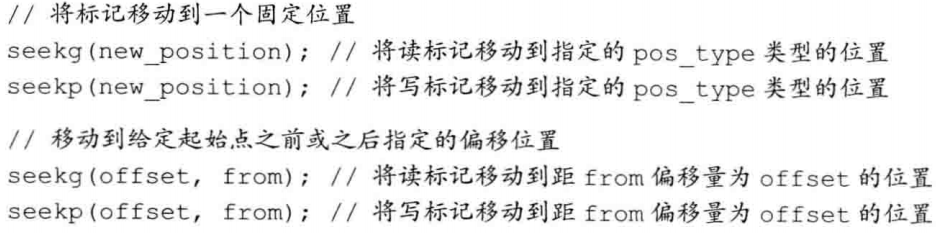 // 将标记移动到一个固定位置
seekg(new_position); // 将读标记移动到指定的 pos_type 类型的位置
seekp(new_position); // 将写标记移动到指定的 pos_type 类型的位置
// 移动到给定起始点之前或之后指定的偏移位置
seekg(offset, from); // 将读标记移动到距 from 偏移量为 offset 的位置
seekp(offset, from); // 将写标记移动到距 from 偏移量为 offset 的位置